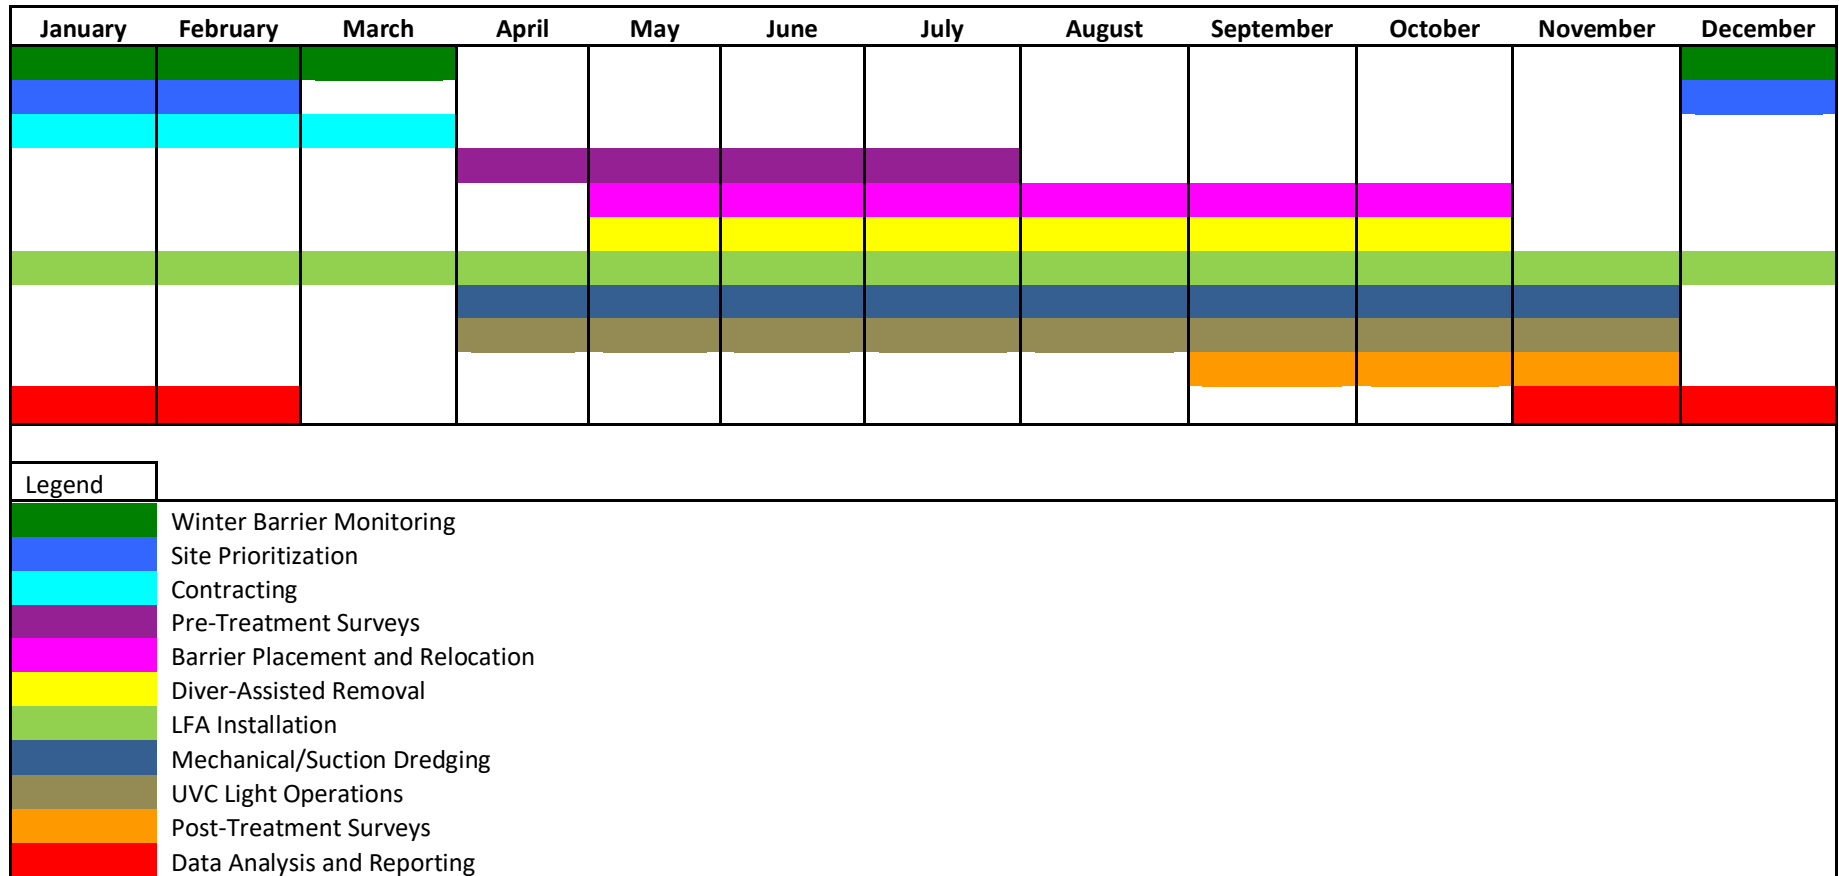 January February March April May June July August September October November December
Legend
Winter Barrier Monitoring
Site Prioritization
Contracting
Pre-Treatment Surveys
Barrier Placement and Relocation
Diver-Assisted Removal
LFA Installation
Mechanical/Suction Dredging
UVC Light Operations
Post-Treatment Surveys
Data Analysis and Reporting